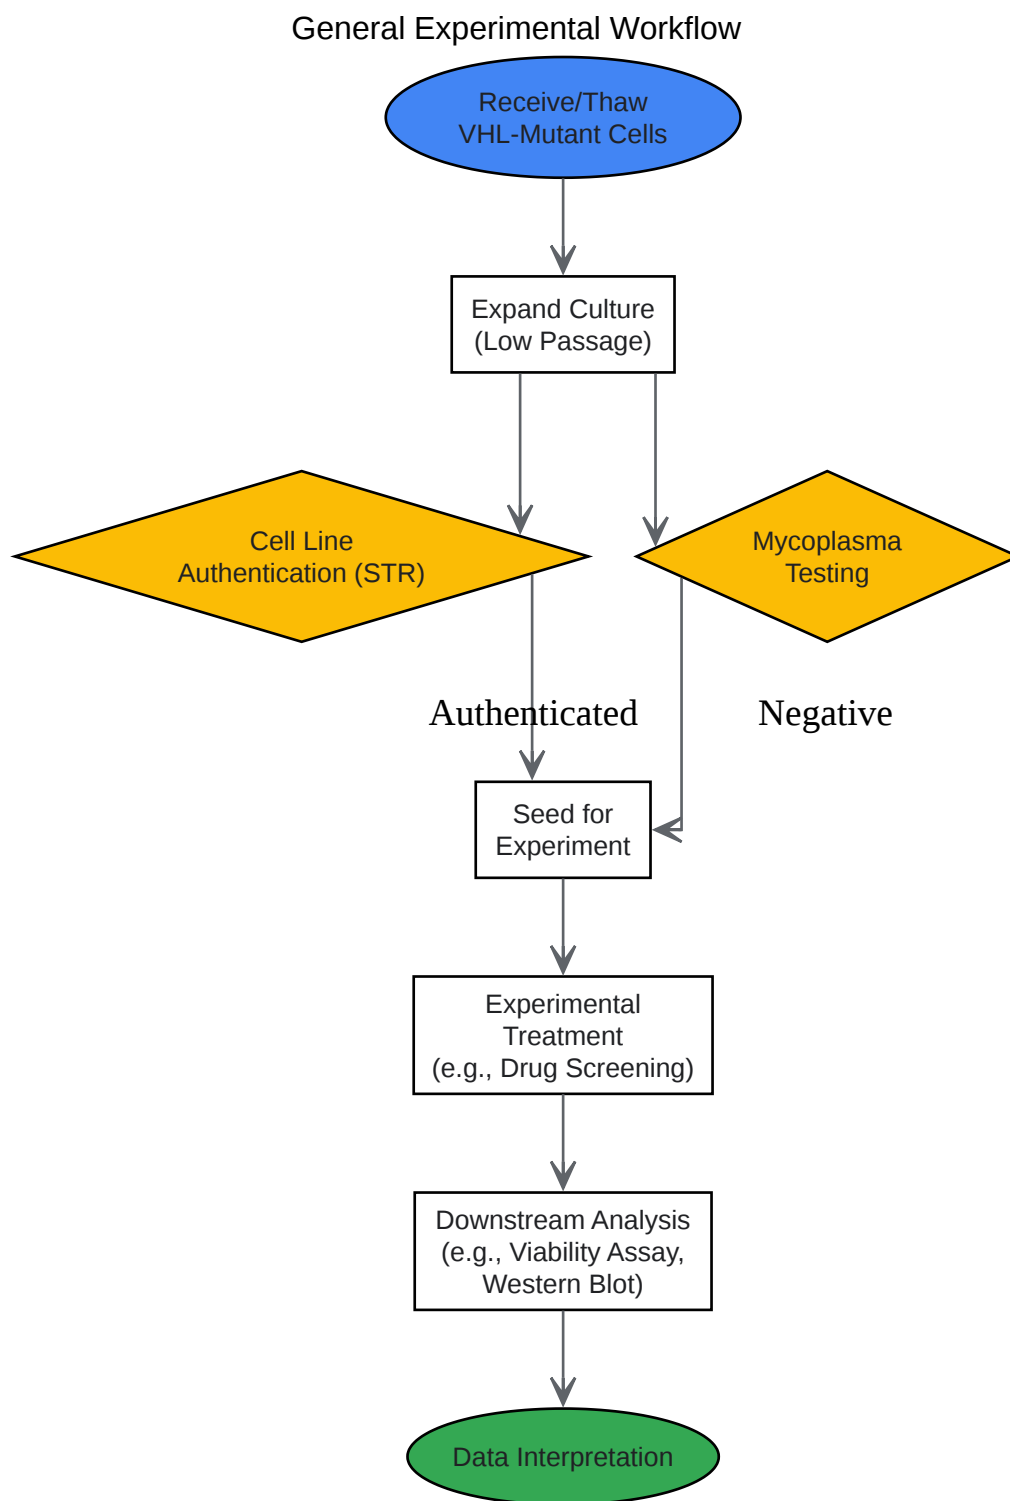 General Experimental Workflow
Receive/Thaw
VHL-Mutant Cells
Expand Culture
(Low Passage)
Cell Line
Authentication (STR)
Mycoplasma
Testing
Authenticated
Negative
Seed for
Experiment
Experimental
Treatment
(e.g., Drug Screening)
Downstream Analysis
(e.g., Viability Assay,
Western Blot)
Data Interpretation